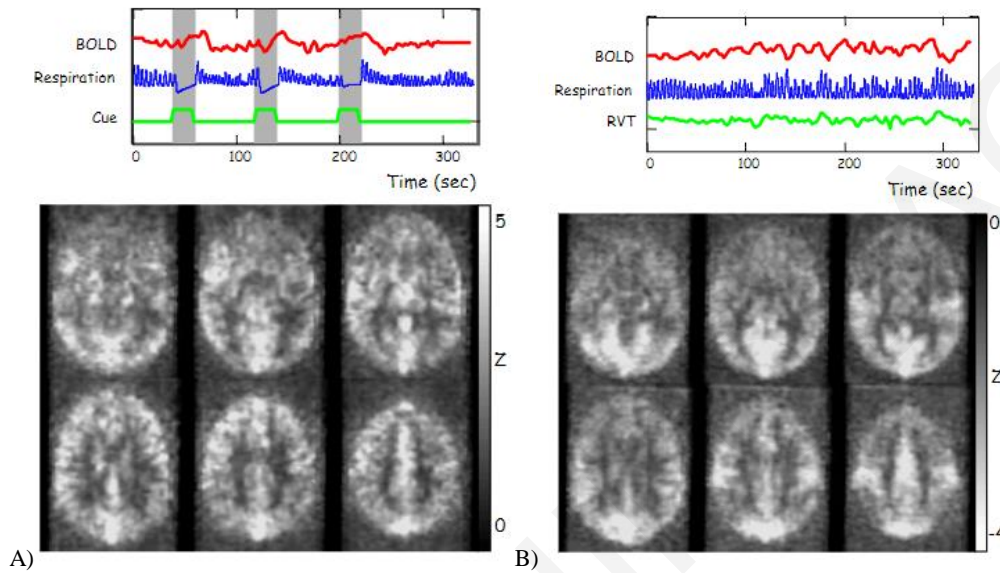 BOLD
Respiration
Cue
0 100 200 300
Time (sec)
5
Z
0
A)
BOLD
Respiration
RVT
0 100 200 300
Time (sec)
0
Z
-4
B)